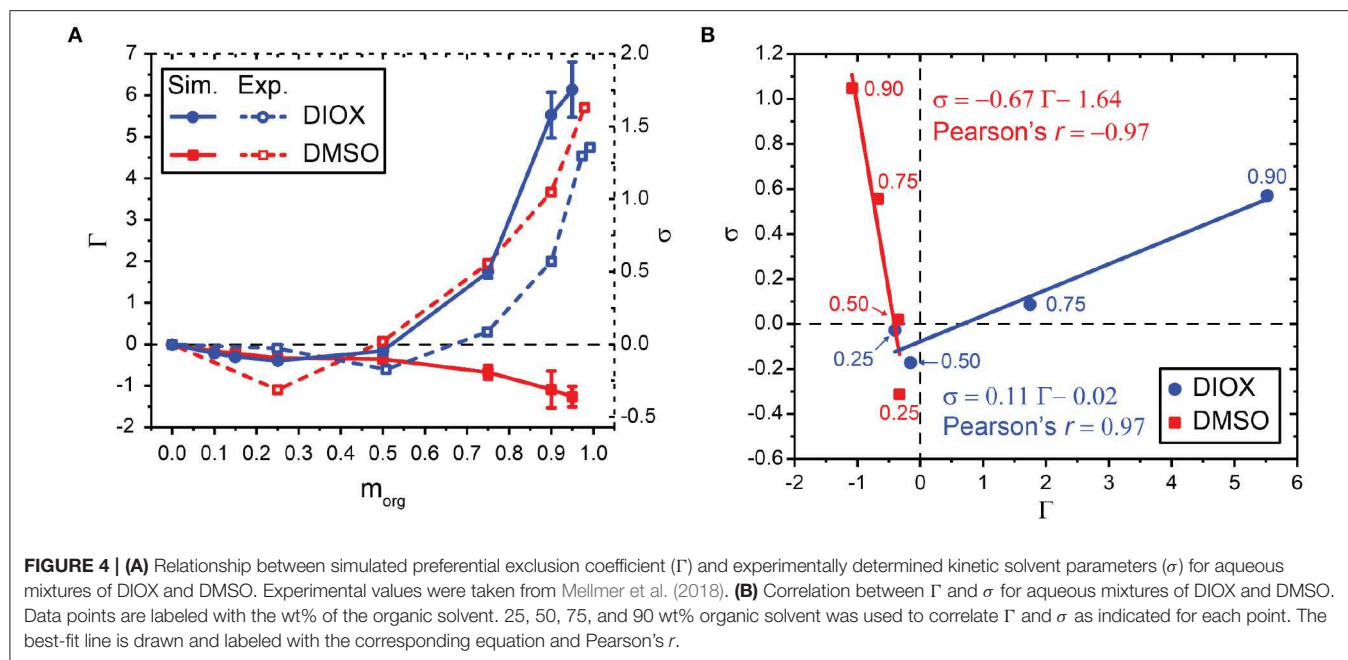 A
Sim. Exp.
DIOX
DMSO
7
6
5
4
3
2
1
0
-1
-2
Γ
2.0
1.5
1.0
0.5
0.0
-0.5
σ
0.0 0.1 0.2 0.3 0.4 0.5 0.6 0.7 0.8 0.9 1.0
m_org
B
1.2
1.0
0.8
0.6
0.4
0.2
0.0
-0.2
-0.4
-0.6
σ
0.90
σ = −0.67 Γ− 1.64
Pearson's r = −0.97
0.75
0.90
0.50
0.75
0.25
0.50
0.25
σ = 0.11 Γ− 0.02
Pearson's r = 0.97
DIOX
DMSO
-2 -1 0 1 2 3 4 5 6
Γ
FIGURE 4 | (A) Relationship between simulated preferential exclusion coefficient (Γ) and experimentally determined kinetic solvent parameters (σ) for aqueous
mixtures of DIOX and DMSO. Experimental values were taken from Mellmer et al. (2018). (B) Correlation between Γ and σ for aqueous mixtures of DIOX and DMSO.
Data points are labeled with the wt% of the organic solvent. 25, 50, 75, and 90 wt% organic solvent was used to correlate Γ and σ as indicated for each point. The
best-fit line is drawn and labeled with the corresponding equation and Pearson's r.